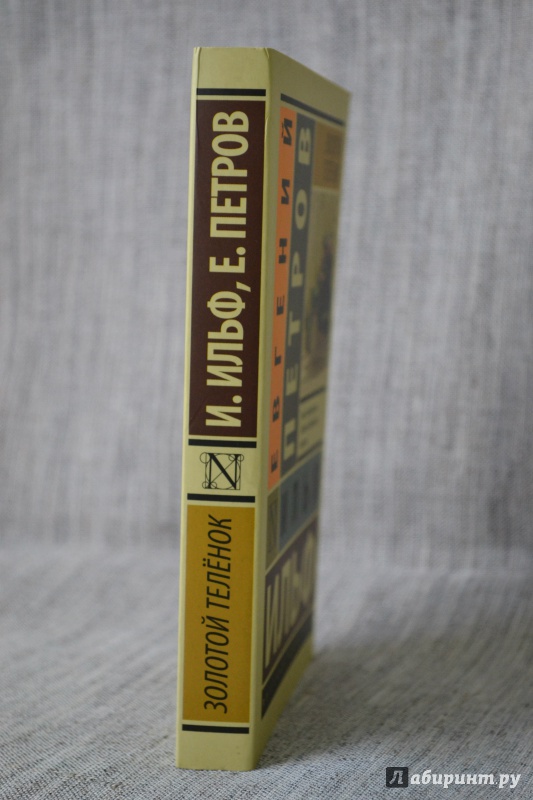 И. ИЛЬФ, Е. ПЕТРОВ
N
ЗОЛОТОЙ ТЕЛЁНОК
ЕВГЕНИЙ
ПЕТРОВ
ИЛЬФ
Лабиринт.ру